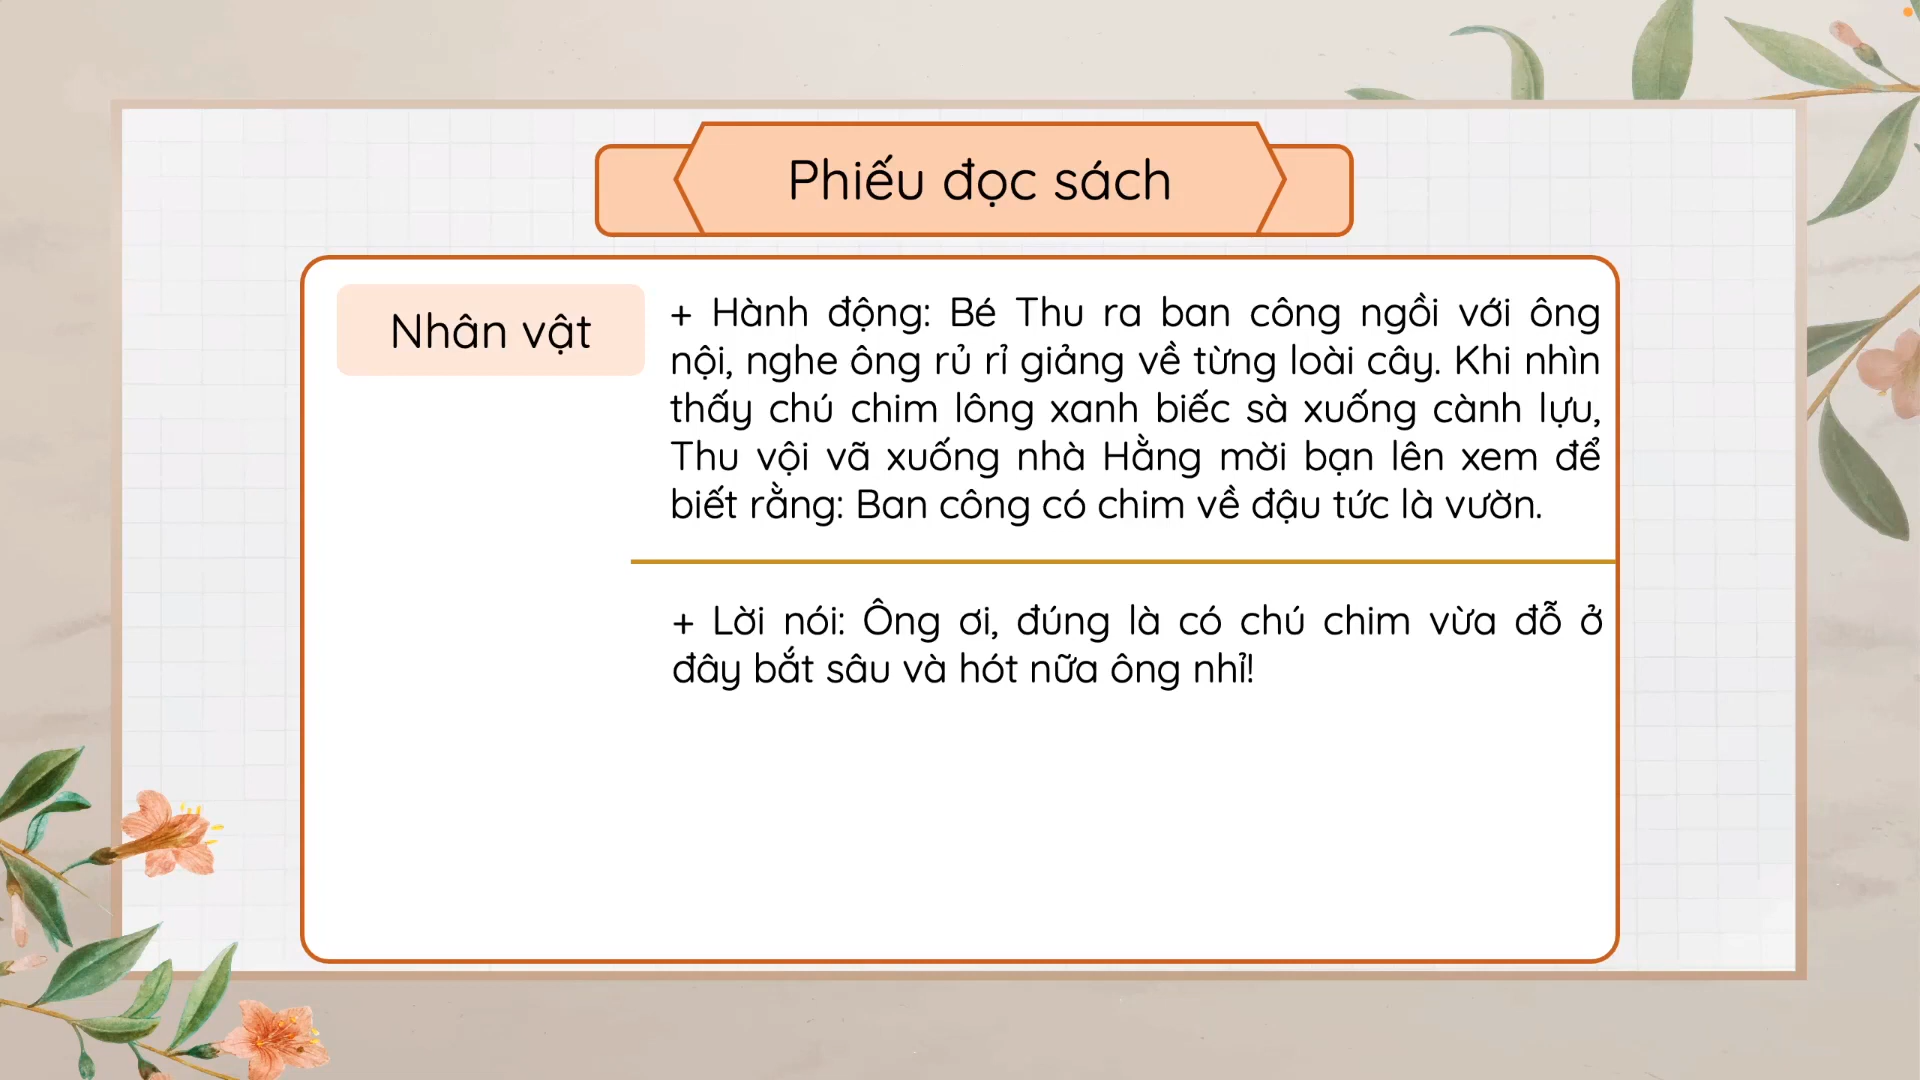 Phiếu đọc sách
Nhân vật
+ Hành động: Bé Thu ra ban công ngồi với ông
nội, nghe ông rủ rỉ giảng về từng loài cây. Khi nhìn
thấy chú chim lông xanh biếc sà xuống cành lựu,
Thu vội vã xuống nhà Hằng mời bạn lên xem để
biết rằng: Ban công có chim về đậu tức là vườn.
+ Lời nói: Ông ơi, đúng là có chú chim vừa đỗ ở
đây bắt sâu và hót nữa ông nhỉ!